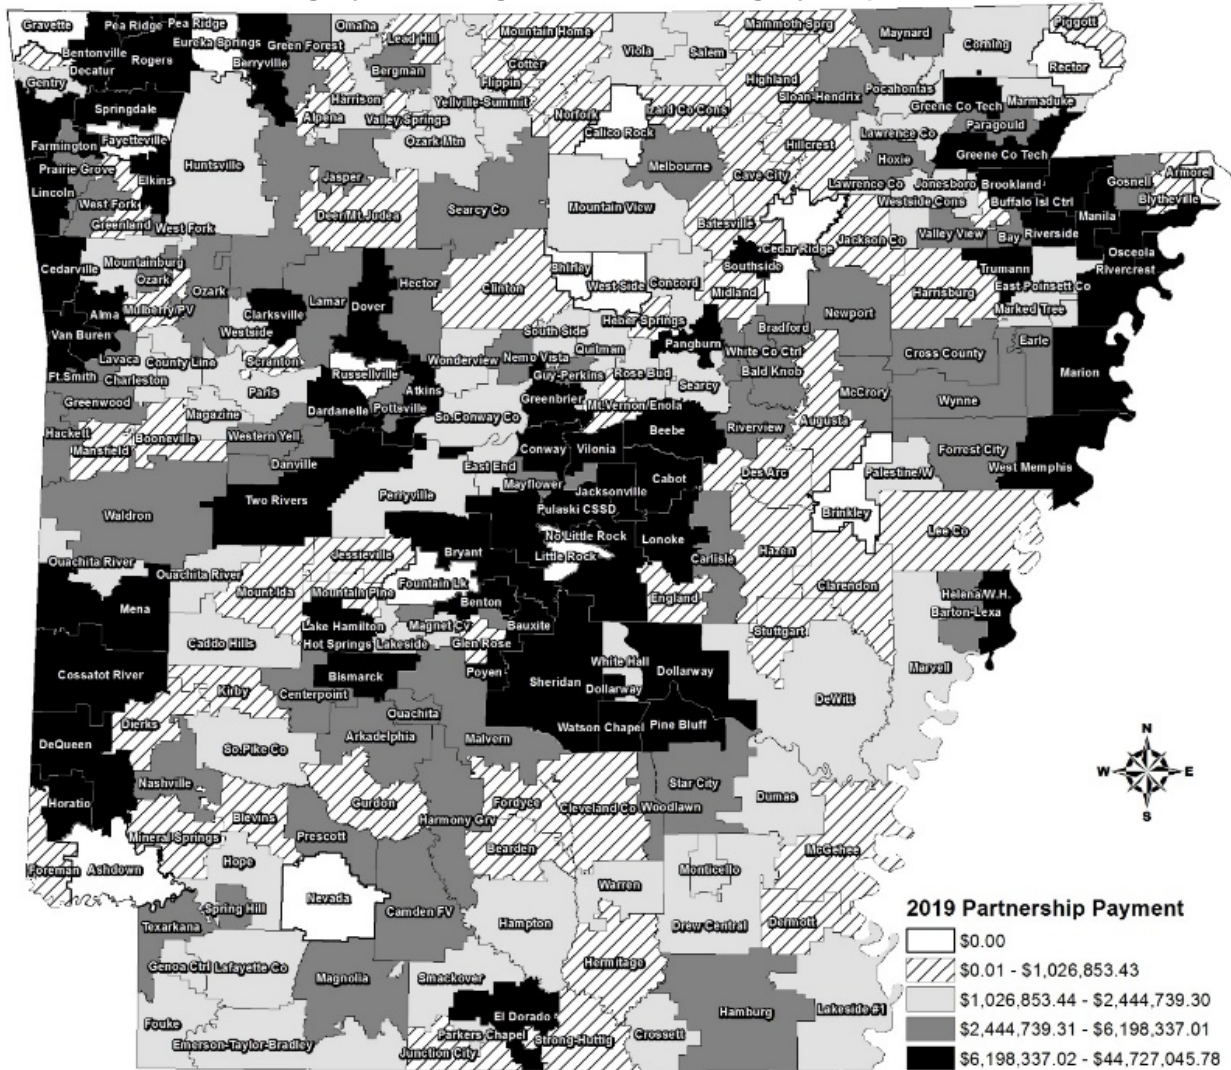 Gravette
Pea Ridge
Pea Ridge
Eureka Springs
Green Forest
Omaha
Lead Hill
Mountain Home
Mammoth Sprg
Maynard
Corning
Piggott
Bentonville
Decatur
Rogers
Berryville
Bergman
Cotter
Viola
Salem
Rector
Gentry
Flippin
Highland
Sloan-Hendrix
Pocahontas
Springdale
Harrison
Yellville-Summit
Norfork
Izard Co Cons
Greene Co Tech
Marmaduke
Fayetteville
Alpena
Valley Springs
Calico Rock
Paragould
Farmington
Huntsville
Ozark Mtn
Melbourne
Hillcrest
Lawrence Co
Hoxie
Greene Co Tech
Prairie Grove
Elkins
Jasper
Cave City
Lawrence Co
Jonesboro
Brookland
Gosnell
Armorel
Lincoln
West Fork
Deer/Mt.Judea
Searcy Co
Mountain View
Batesville
Westside Cons
Buffalo Isl Ctrl
Blytheville
Manila
Greenland
West Fork
Jackson Co
Valley View
Bay
Riverside
Cedar Ridge
Osceola
Cedarville
Mountainburg
Ozark
Hector
Clinton
Shirley
West Side
Concord
Southside
Midland
Trumann
Rivercrest
Alma
Mulberry/PV
Ozark
Lamar
Dover
Harrisburg
East Poinsett Co
Marked Tree
Van Buren
Clarksville
Westside
South Side
Heber Springs
Bradford
Newport
Earle
Lavaca
County Line
Scranton
Wonderview
Nemo Vista
Quitman
Pangburn
White Co Ctrl
Cross County
Ft.Smith
Charleston
Russellville
Guy-Perkins
Rose Bud
Searcy
Bald Knob
Marion
Greenwood
Paris
Atkins
Greenbrier
McCrory
Wynne
Magazine
Dardanelle
Pottsville
So.Conway Co
Mt.Vernon/Enola
Augusta
Hackett
Booneville
Western Yell
Beebe
Riverview
Mansfield
Danville
Conway
Vilonia
Forrest City
East End
Cabot
Des Arc
Palestine/W
West Memphis
Two Rivers
Perryville
Mayflower
Jacksonville
Waldron
Pulaski CSSD
Brinkley
No Little Rock
Lonoke
Lee Co
Jessieville
Bryant
Little Rock
Carlisle
Hazen
Ouachita River
Ouachita River
Fountain Lk
Clarendon
Mount Ida
Mountain Pine
England
Helena/W.H.
Mena
Benton
Barton-Lexa
Lake Hamilton
Magnet Cv
Bauxite
Stuttgart
Caddo Hills
Hot Springs
Lakeside
Glen Rose
White Hall
Marvell
Cossatot River
Bismarck
Poyen
Sheridan
Dollarway
Dollarway
DeWitt
Kirby
Centerpoint
Dierks
Ouachita
Watson Chapel
Pine Bluff
DeQueen
So.Pike Co
Arkadelphia
Malvern
Nashville
Star City
Horatio
Gurdon
Fordyce
Cleveland Co
Woodlawn
Dumas
Blevins
Harmony Grv
Mineral Springs
Prescott
Bearden
McGehee
Foreman
Ashdown
Hope
Monticello
Nevada
Warren
Spring Hill
Camden FV
Hampton
Drew Central
Dermott
Texarkana
Genoa Ctrl
Lafayette Co
Magnolia
Smackover
Hermitage
Fouke
El Dorado
Hamburg
Lakeside #1
Emerson-Taylor-Bradley
Parkers Chapel
Strong-Huttig
Crossett
Junction City
N
W
E
S
2019 Partnership Payment
$0.00
$0.01 - $1,026,853.43
$1,026,853.44 - $2,444,739.30
$2,444,739.31 - $6,198,337.01
$6,198,337.02 - $44,727,045.78